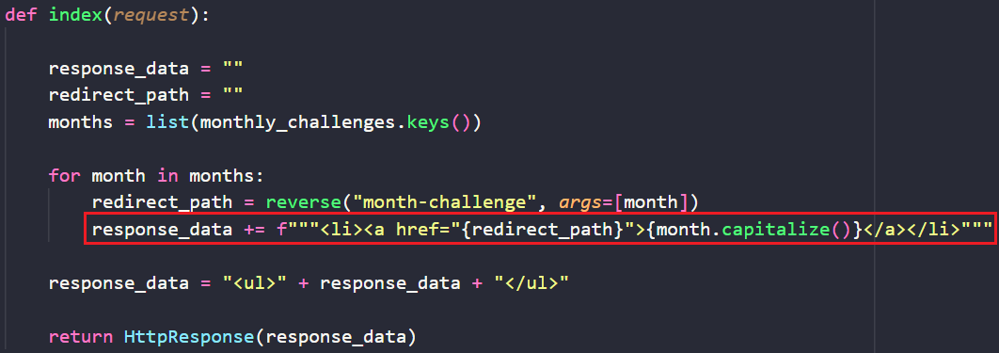 def index(request):
response_data = ""
redirect_path = ""
months = list(monthly_challenges.keys())
for month in months:
redirect_path = reverse("month-challenge", args=[month])
response_data += f"""<li><a href="{redirect_path}">{month.capitalize()}</a></li>"""
response_data = "<ul>" + response_data + "</ul>"
return HttpResponse(response_data)